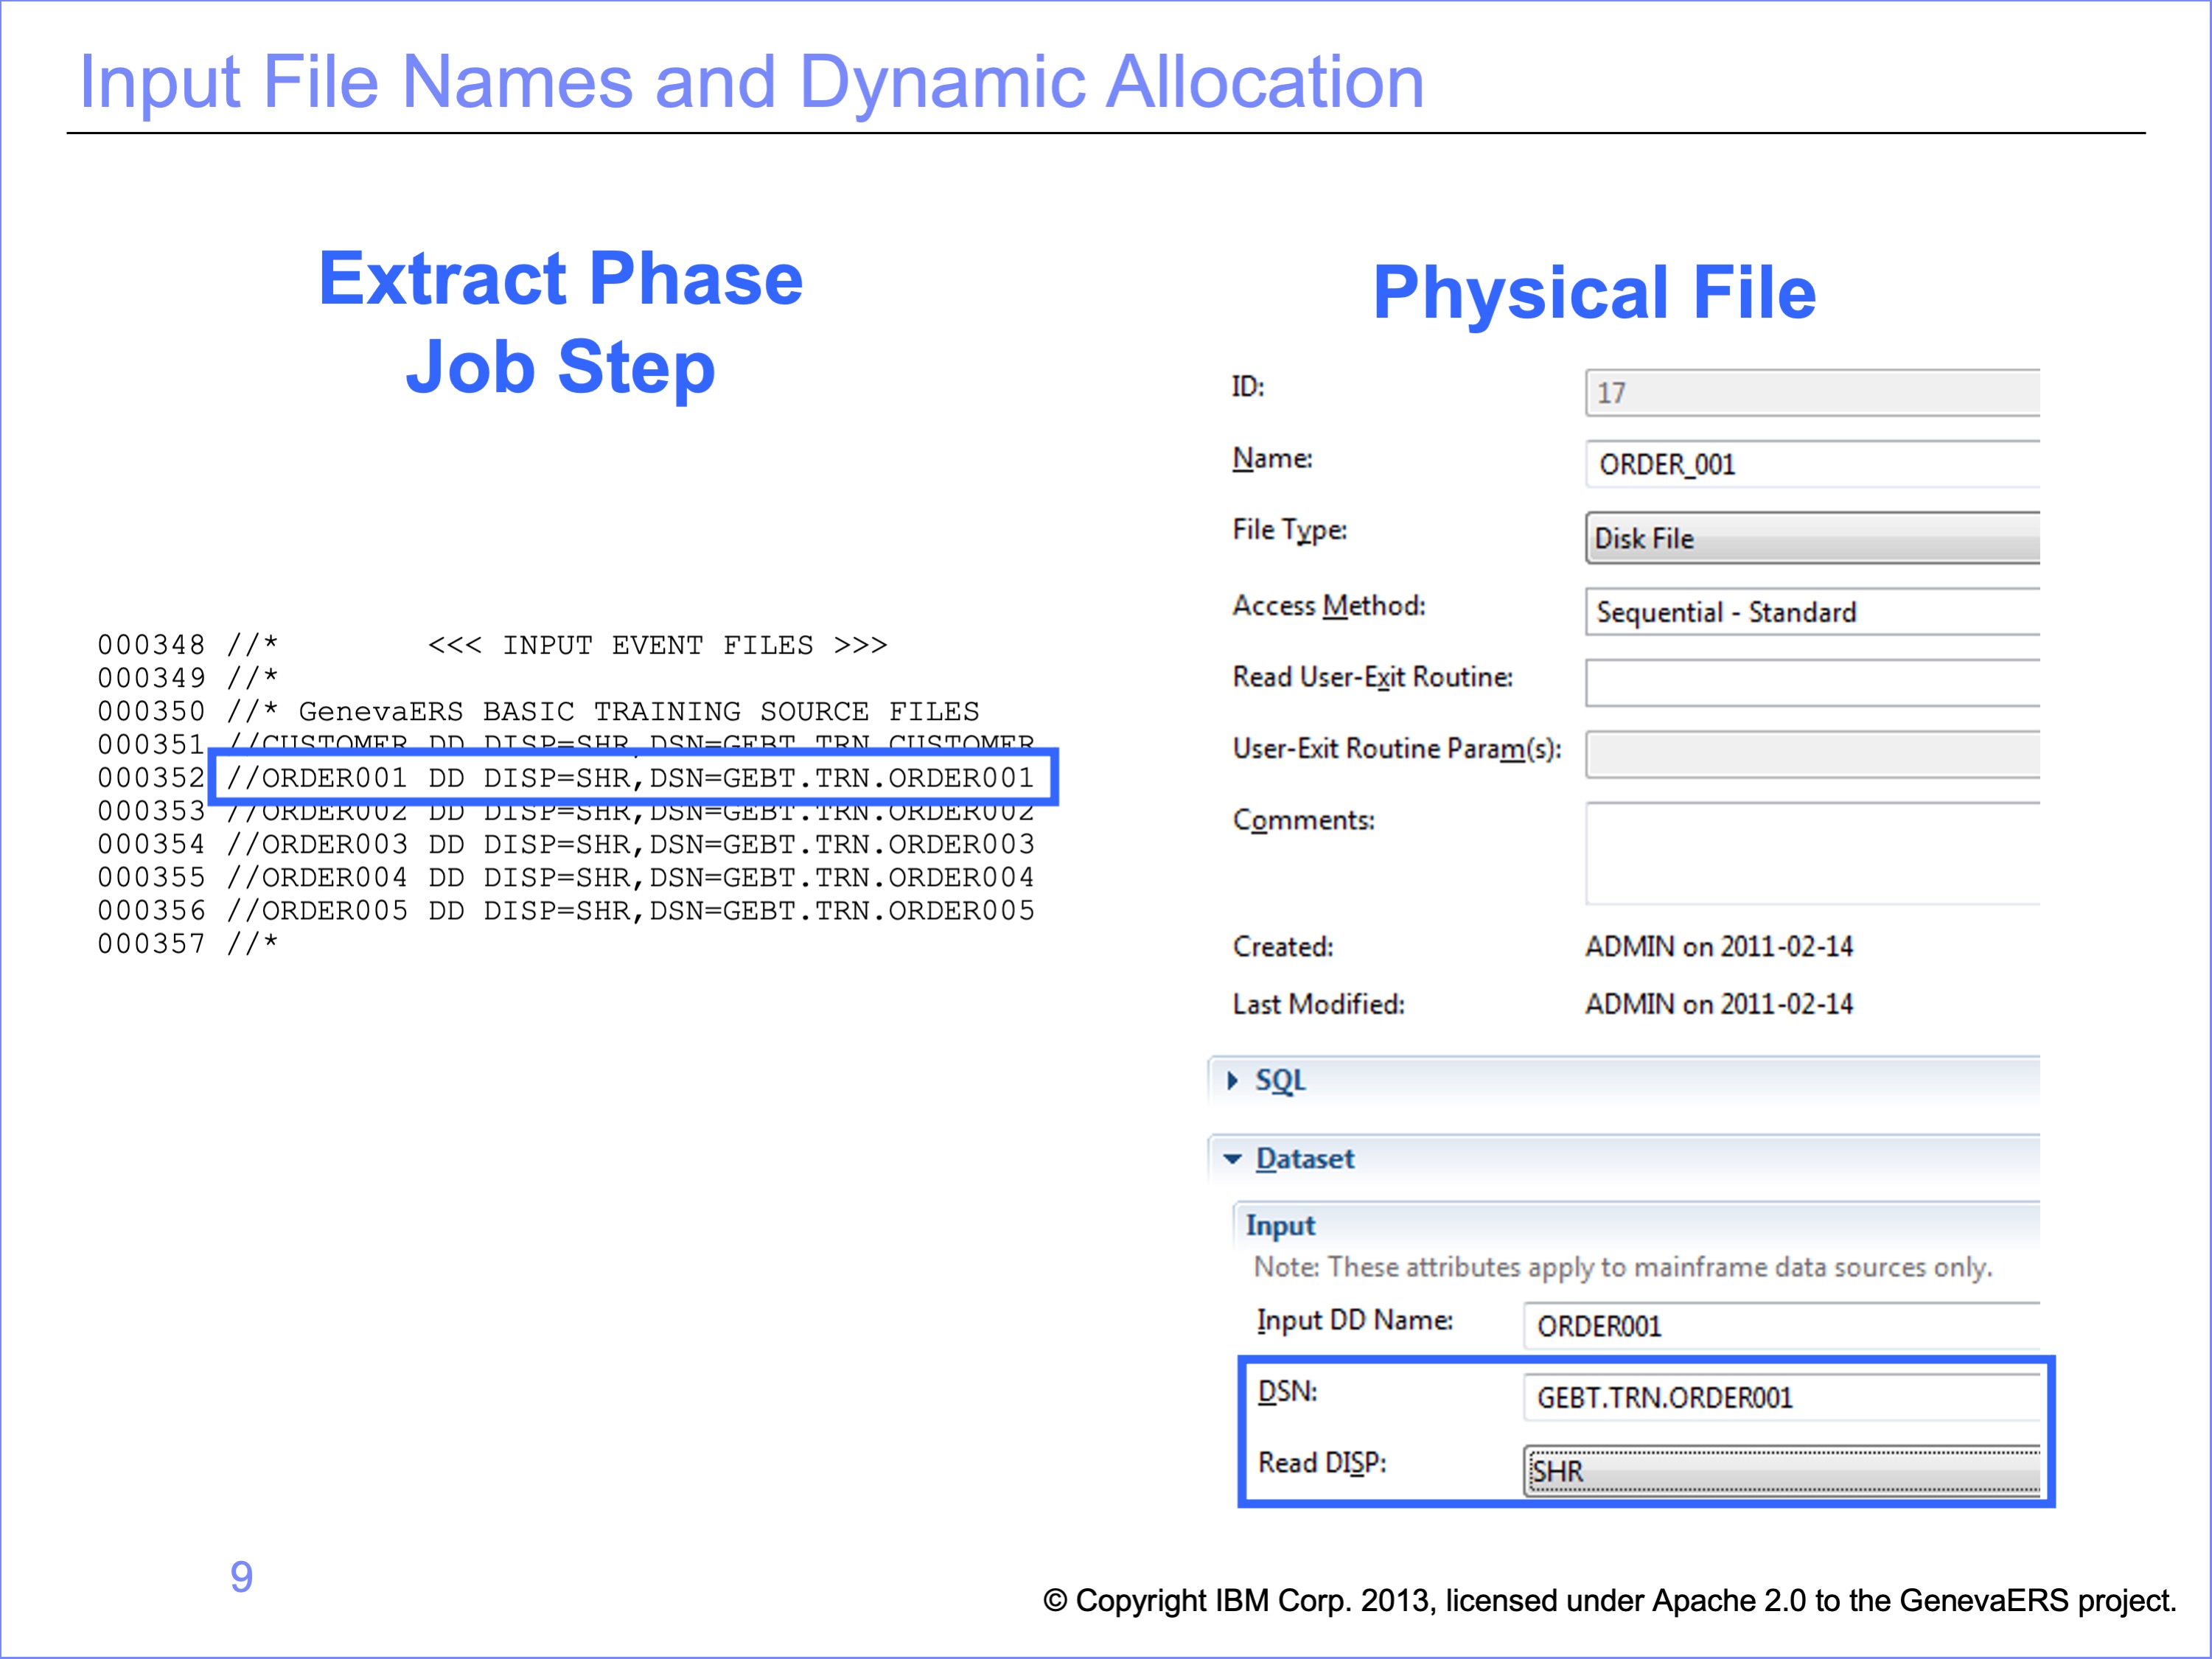 Input File Names and Dynamic Allocation
Extract Phase
Job Step
000348 //*        <<< INPUT EVENT FILES >>>
000349 //*
000350 //* GenevaERS BASIC TRAINING SOURCE FILES
000351 //CUSTOMER DD DISP=SHR,DSN=GEBT.TRN.CUSTOMER
000352 //ORDER001 DD DISP=SHR,DSN=GEBT.TRN.ORDER001
000353 //ORDER002 DD DISP=SHR,DSN=GEBT.TRN.ORDER002
000354 //ORDER003 DD DISP=SHR,DSN=GEBT.TRN.ORDER003
000355 //ORDER004 DD DISP=SHR,DSN=GEBT.TRN.ORDER004
000356 //ORDER005 DD DISP=SHR,DSN=GEBT.TRN.ORDER005
000357 //*
Physical File
ID: 17
Name: ORDER_001
File Type: Disk File
Access Method: Sequential - Standard
Read User-Exit Routine:
User-Exit Routine Param(s):
Comments:
Created: ADMIN on 2011-02-14
Last Modified: ADMIN on 2011-02-14
SQL
Dataset
Input
Note: These attributes apply to mainframe data sources only.
Input DD Name: ORDER001
DSN: GEBT.TRN.ORDER001
Read DISP: SHR
9
© Copyright IBM Corp. 2013, licensed under Apache 2.0 to the GenevaERS project.